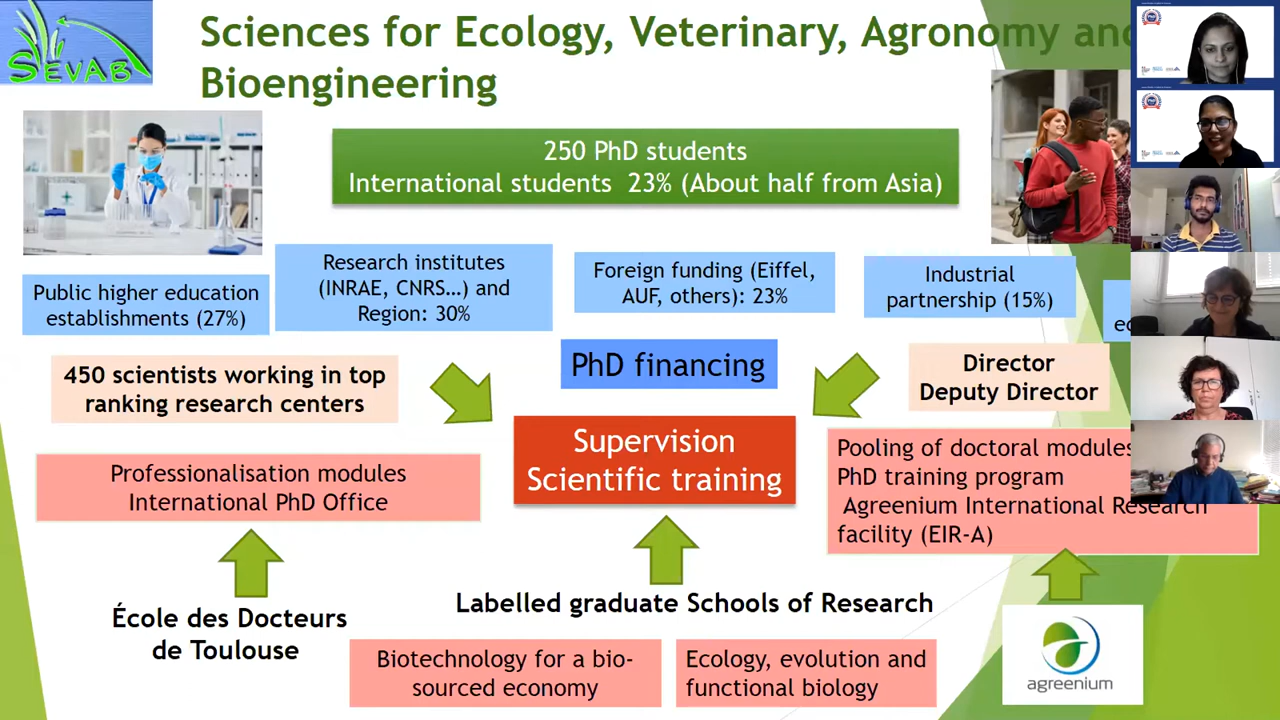 SEVAB
Sciences for Ecology, Veterinary, Agronomy and
Bioengineering
250 PhD students
International students 23% (About half from Asia)
Public higher education
establishments (27%)
Research institutes
(INRAE, CNRS…) and
Region: 30%
Foreign funding (Eiffel,
AUF, others): 23%
Industrial
partnership (15%)
450 scientists working in top
ranking research centers
PhD financing
Director
Deputy Director
Supervision
Scientific training
Professionalisation modules
International PhD Office
Pooling of doctoral modules
PhD training program
Agreenium International Research
facility (EIR-A)
École des Docteurs
de Toulouse
Labelled graduate Schools of Research
Biotechnology for a bio-
sourced economy
Ecology, evolution and
functional biology
agreenium